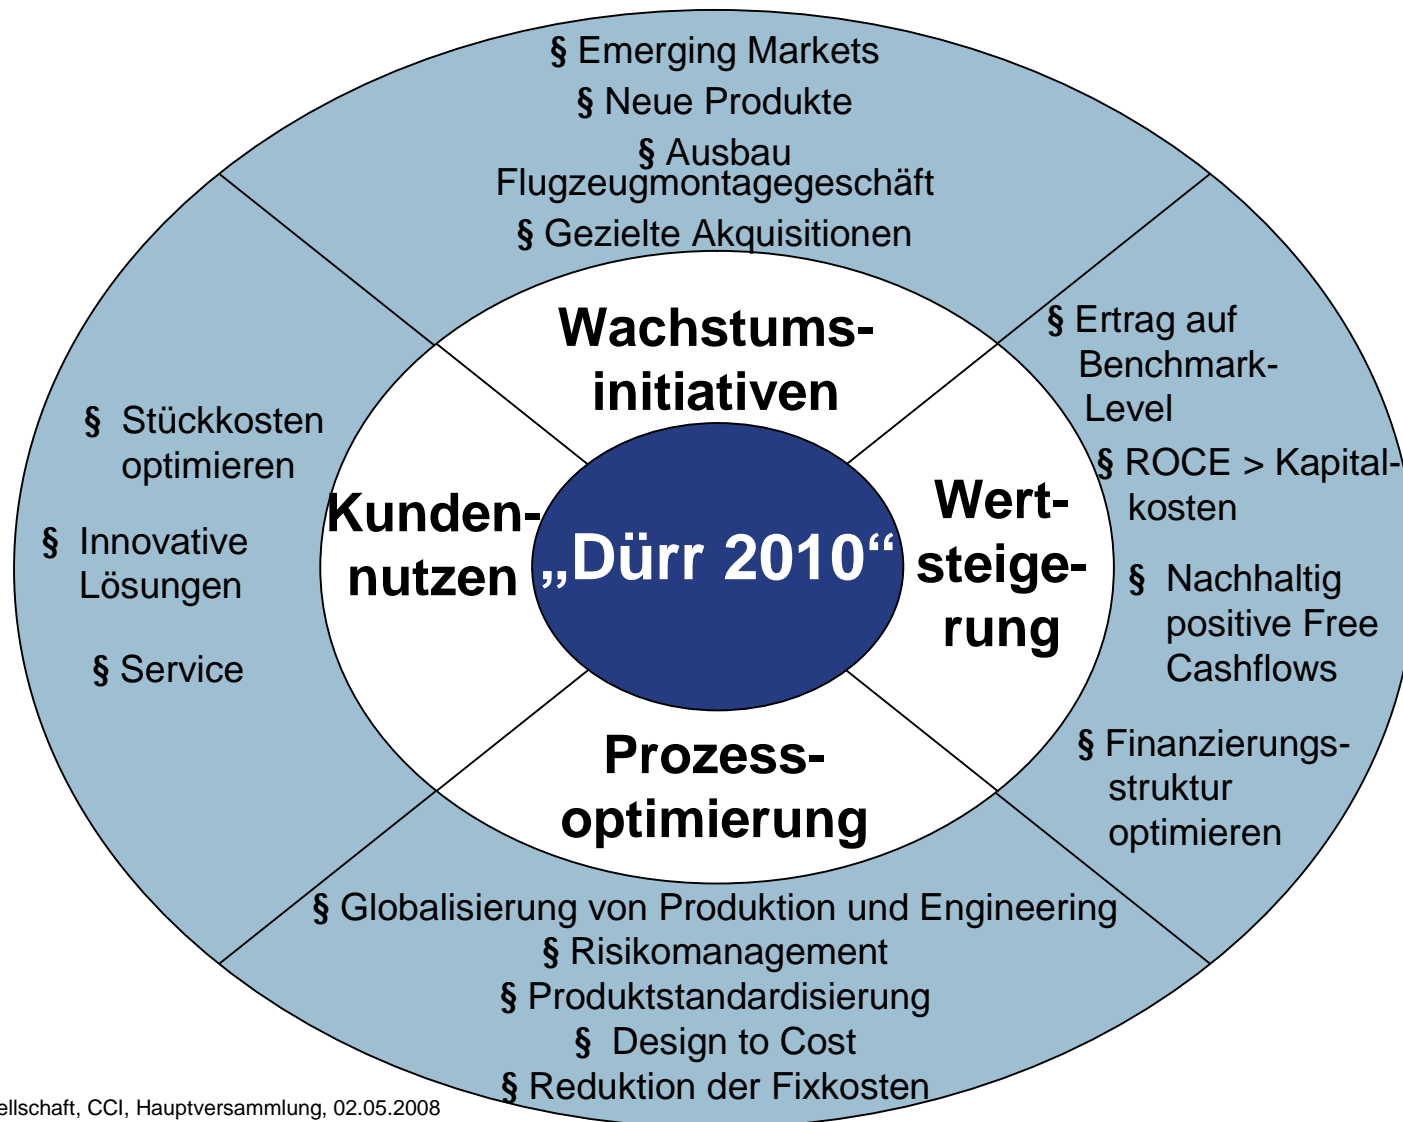 § Emerging Markets
§ Neue Produkte
§ Ausbau
Flugzeugmontagegeschäft
§ Gezielte Akquisitionen
Wachstums-
initiativen
§ Ertrag auf
Benchmark-
Level
§ ROCE > Kapital-
kosten
§ Nachhaltig
positive Free
Cashflows
§ Finanzierungs-
struktur
optimieren
Wert-
steige-
rung
„Dürr 2010“
Kunden-
nutzen
§ Stückkosten
optimieren
§ Innovative
Lösungen
§ Service
Prozess-
optimierung
§ Globalisierung von Produktion und Engineering
§ Risikomanagement
§ Produktstandardisierung
§ Design to Cost
§ Reduktion der Fixkosten
ellschaft, CCI, Hauptversammlung, 02.05.2008